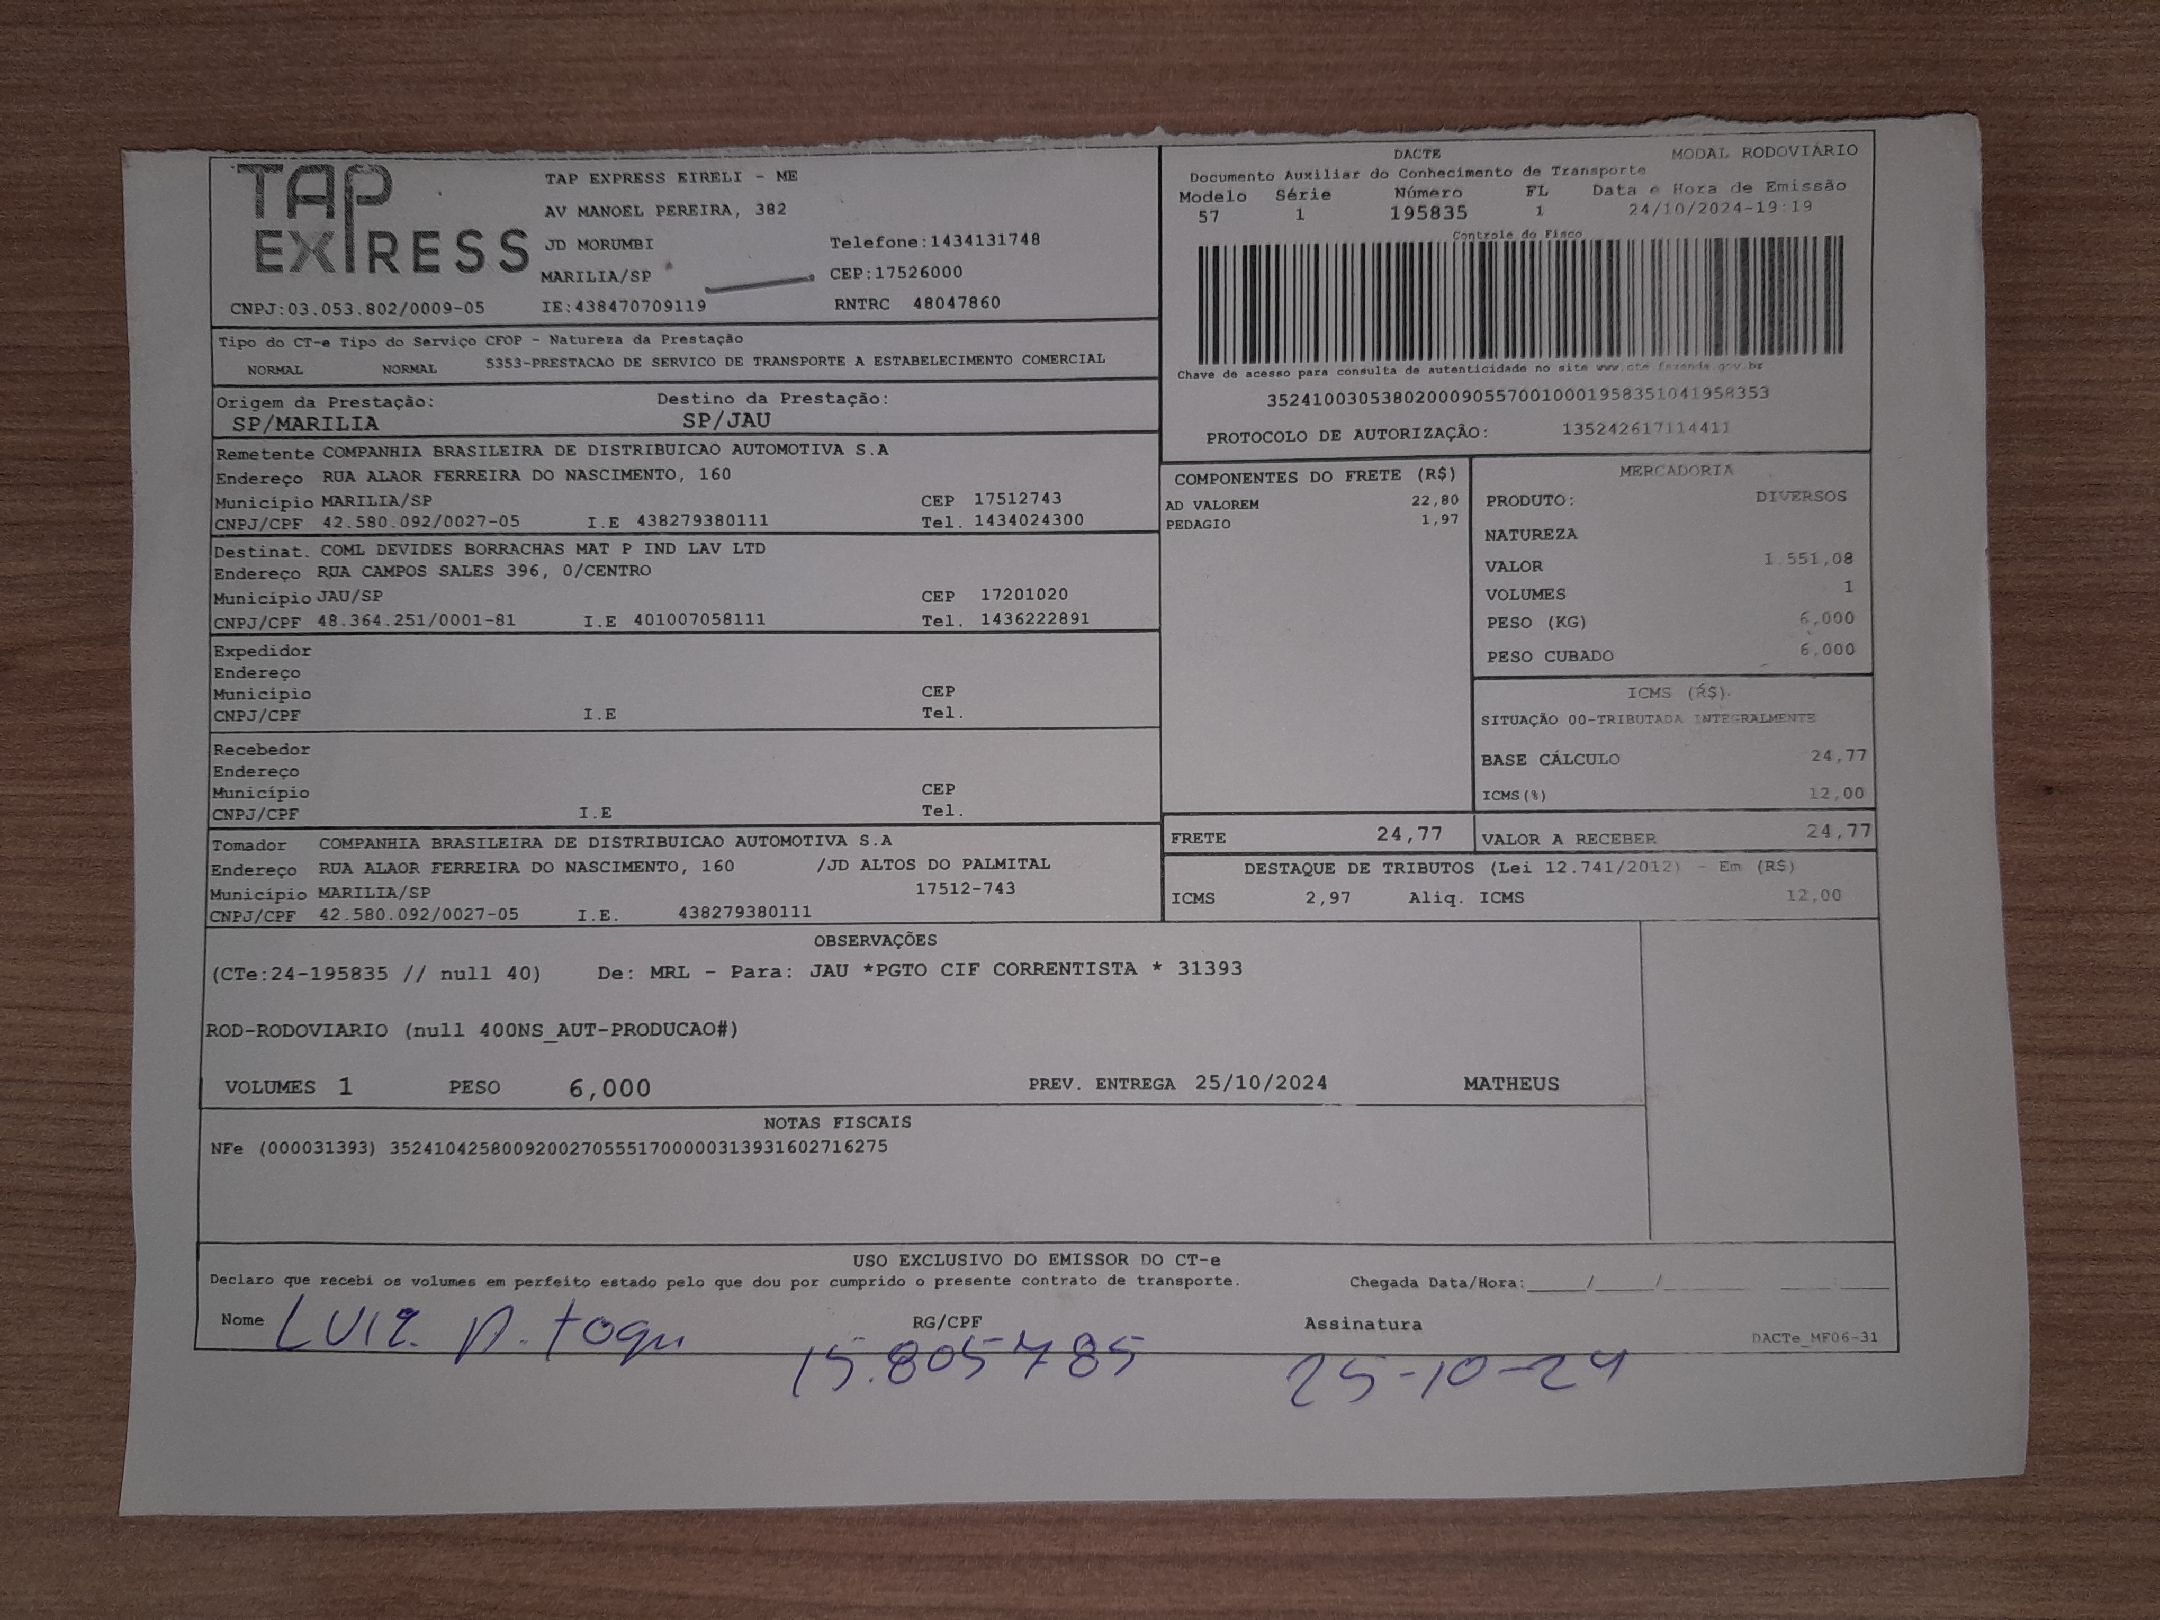 TAP EXPRESS
TAP EXPRESS EIRELI - ME
AV MANOEL PEREIRA, 382
JD MORUMBI Telefone:1434131748
MARILIA/SP CEP:17526000
CNPJ:03.053.802/0009-05 IE:438470709119 RNTRC 48047860
DACTE MODAL RODOVIÁRIO
Documento Auxiliar do Conhecimento de Transporte
Modelo Série Número FL Data e Hora de Emissão
57 1 195835 1 24/10/2024-19:19
Controle do Fisco
Chave de acesso para consulta de autenticidade no site www.cte.fazenda.gov.br
35241003053802000905570010001958351041958353
PROTOCOLO DE AUTORIZAÇÃO: 135242617114411
Tipo do CT-e Tipo do Serviço CFOP - Natureza da Prestação
NORMAL NORMAL 5353-PRESTACAO DE SERVICO DE TRANSPORTE A ESTABELECIMENTO COMERCIAL
Origem da Prestação: Destino da Prestação:
SP/MARILIA SP/JAU
Remetente COMPANHIA BRASILEIRA DE DISTRIBUICAO AUTOMOTIVA S.A
Endereço RUA ALAOR FERREIRA DO NASCIMENTO, 160
Município MARILIA/SP CEP 17512743
CNPJ/CPF 42.580.092/0027-05 I.E 438279380111 Tel. 1434024300
Destinat. COML DEVIDES BORRACHAS MAT P IND LAV LTD
Endereço RUA CAMPOS SALES 396, 0/CENTRO
Município JAU/SP CEP 17201020
CNPJ/CPF 48.364.251/0001-81 I.E 401007058111 Tel. 1436222891
Expedidor
Endereço
Município CEP
CNPJ/CPF I.E Tel.
Recebedor
Endereço
Município CEP
CNPJ/CPF I.E Tel.
Tomador COMPANHIA BRASILEIRA DE DISTRIBUICAO AUTOMOTIVA S.A
Endereço RUA ALAOR FERREIRA DO NASCIMENTO, 160 /JD ALTOS DO PALMITAL
Município MARILIA/SP 17512-743
CNPJ/CPF 42.580.092/0027-05 I.E. 438279380111
COMPONENTES DO FRETE (R$)
AD VALOREM 22,80
PEDAGIO 1,97
MERCADORIA
PRODUTO: DIVERSOS
NATUREZA
VALOR 1.551,08
VOLUMES 1
PESO (KG) 6,000
PESO CUBADO 6,000
ICMS (R$).
SITUAÇÃO 00-TRIBUTADA INTEGRALMENTE
BASE CÁLCULO 24,77
ICMS(%) 12,00
FRETE 24,77 VALOR A RECEBER 24,77
DESTAQUE DE TRIBUTOS (Lei 12.741/2012) - Em (R$)
ICMS 2,97 Aliq. ICMS 12,00
OBSERVAÇÕES
(CTe:24-195835 // null 40) De: MRL - Para: JAU *PGTO CIF CORRENTISTA * 31393
ROD-RODOVIARIO (null 400NS_AUT-PRODUCAO#)
VOLUMES 1 PESO 6,000 PREV. ENTREGA 25/10/2024 MATHEUS
NOTAS FISCAIS
NFe (000031393) 35241042580092002705551700000313931602716275
USO EXCLUSIVO DO EMISSOR DO CT-e
Declaro que recebi os volumes em perfeito estado pelo que dou por cumprido o presente contrato de transporte. Chegada Data/Hora:_____/_____/_______ ____:____
Nome Luiz RG/CPF Assinatura
15.805785 25-10-24
DACTe_MF06-31